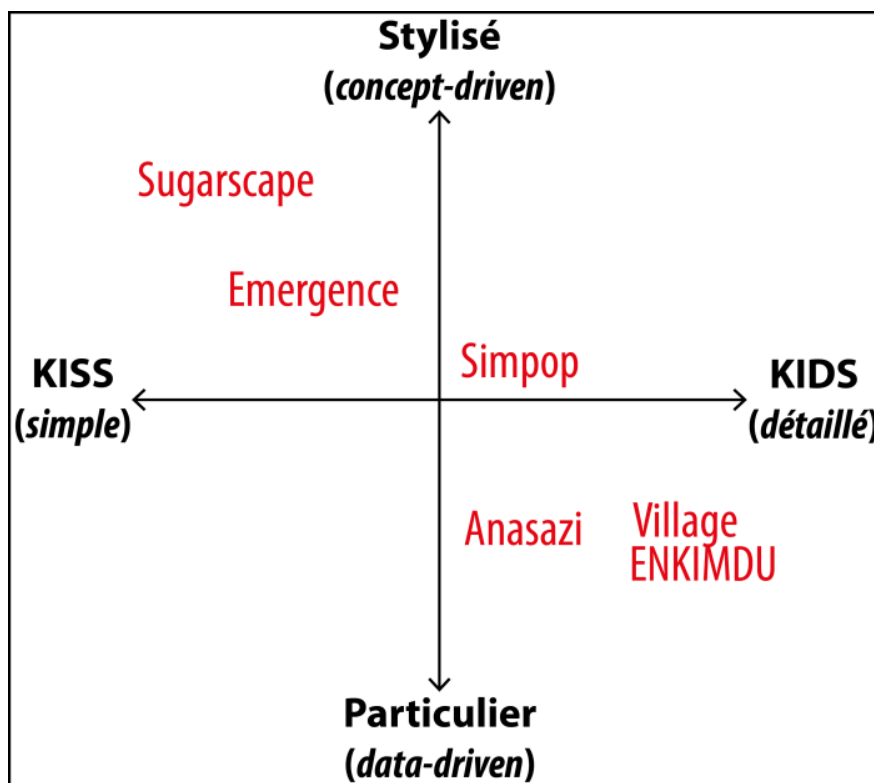 Stylisé
(concept-driven)
Sugarscape
Emergence
Simpop
KISS
(simple)
KIDS
(détaillé)
Anasazi
Village
ENKIMDU
Particulier
(data-driven)